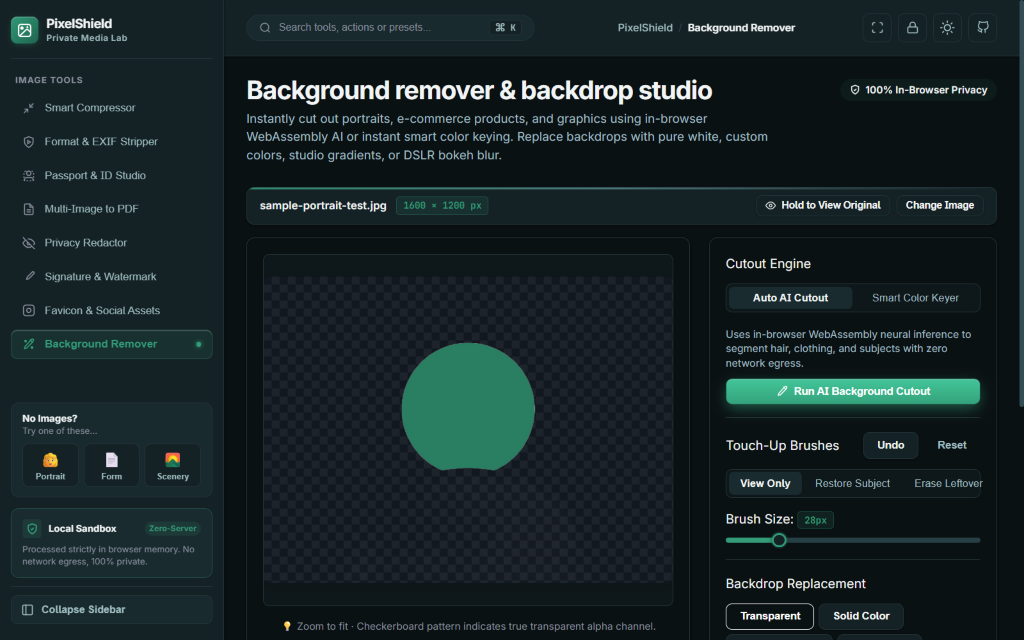 PixelShield
Private Media Lab
IMAGE TOOLS
Smart Compressor
Format & EXIF Stripper
Passport & ID Studio
Multi-Image to PDF
Privacy Redactor
Signature & Watermark
Favicon & Social Assets
Background Remover
No Images?
Try one of these...
Portrait
Form
Scenery
Local Sandbox
Zero-Server
Processed strictly in browser memory. No
network egress, 100% private.
Collapse Sidebar
Search tools, actions or presets...
⌘ K
PixelShield / Background Remover
Background remover & backdrop studio
100% In-Browser Privacy
Instantly cut out portraits, e-commerce products, and graphics using in-browser
WebAssembly AI or instant smart color keying. Replace backdrops with pure white, custom
colors, studio gradients, or DSLR bokeh blur.
sample-portrait-test.jpg
1600 × 1200 px
Hold to View Original
Change Image
Zoom to fit · Checkerboard pattern indicates true transparent alpha channel.
Cutout Engine
Auto AI Cutout
Smart Color Keyer
Uses in-browser WebAssembly neural inference to
segment hair, clothing, and subjects with zero
network egress.
Run AI Background Cutout
Touch-Up Brushes
Undo
Reset
View Only
Restore Subject
Erase Leftover
Brush Size: 28px
Backdrop Replacement
Transparent
Solid Color